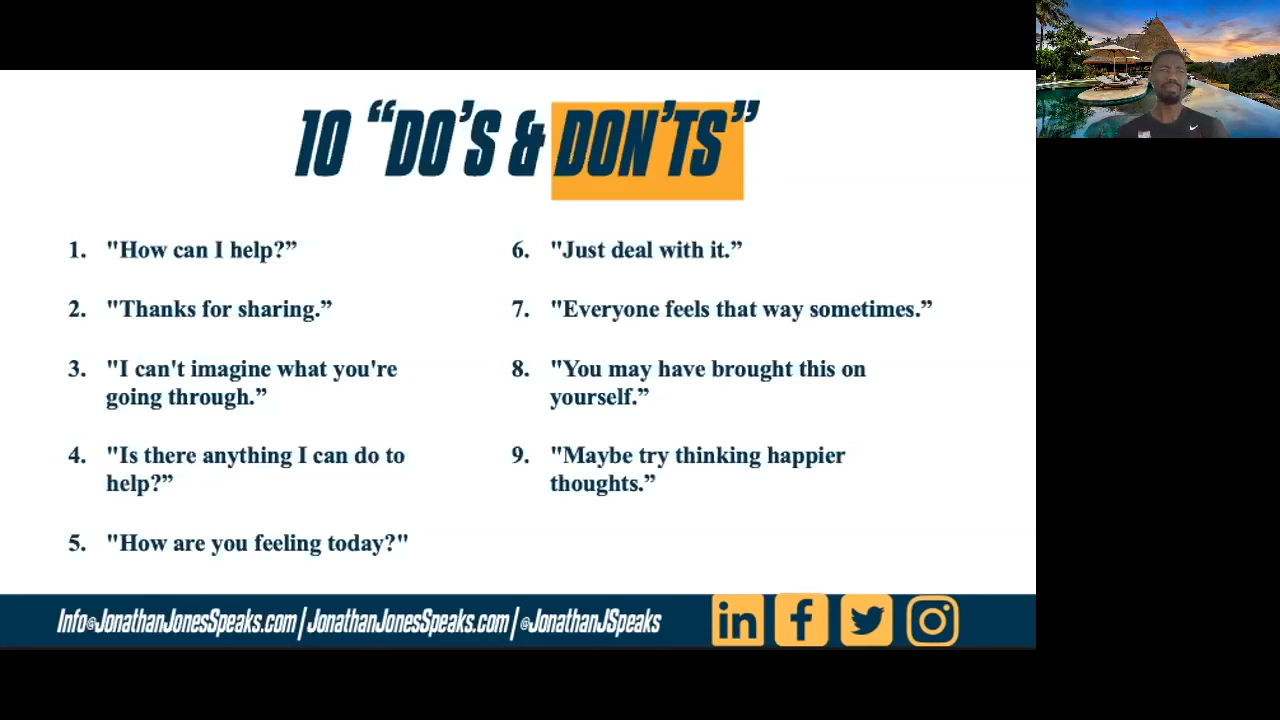 10 “DO’S & DON’TS”
1. "How can I help?”
2. "Thanks for sharing.”
3. "I can't imagine what you're
going through.”
4. "Is there anything I can do to
help?”
5. "How are you feeling today?"
6. "Just deal with it.”
7. "Everyone feels that way sometimes.”
8. "You may have brought this on
yourself.”
9. "Maybe try thinking happier
thoughts.”
Info@JonathanJonesSpeaks.com | JonathanJonesSpeaks.com | @JonathanJSpeaks
in f